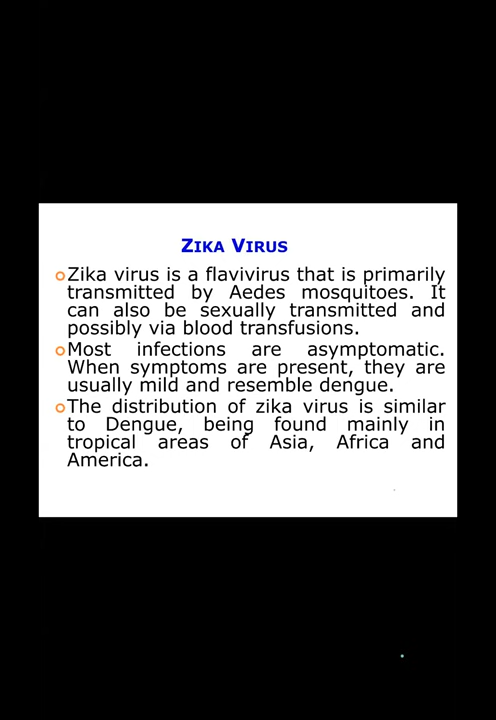 ZIKA VIRUS
Zika virus is a flavivirus that is primarily
transmitted by Aedes mosquitoes. It
can also be sexually transmitted and
possibly via blood transfusions.
Most infections are asymptomatic.
When symptoms are present, they are
usually mild and resemble dengue.
The distribution of zika virus is similar
to Dengue, being found mainly in
tropical areas of Asia, Africa and
America.